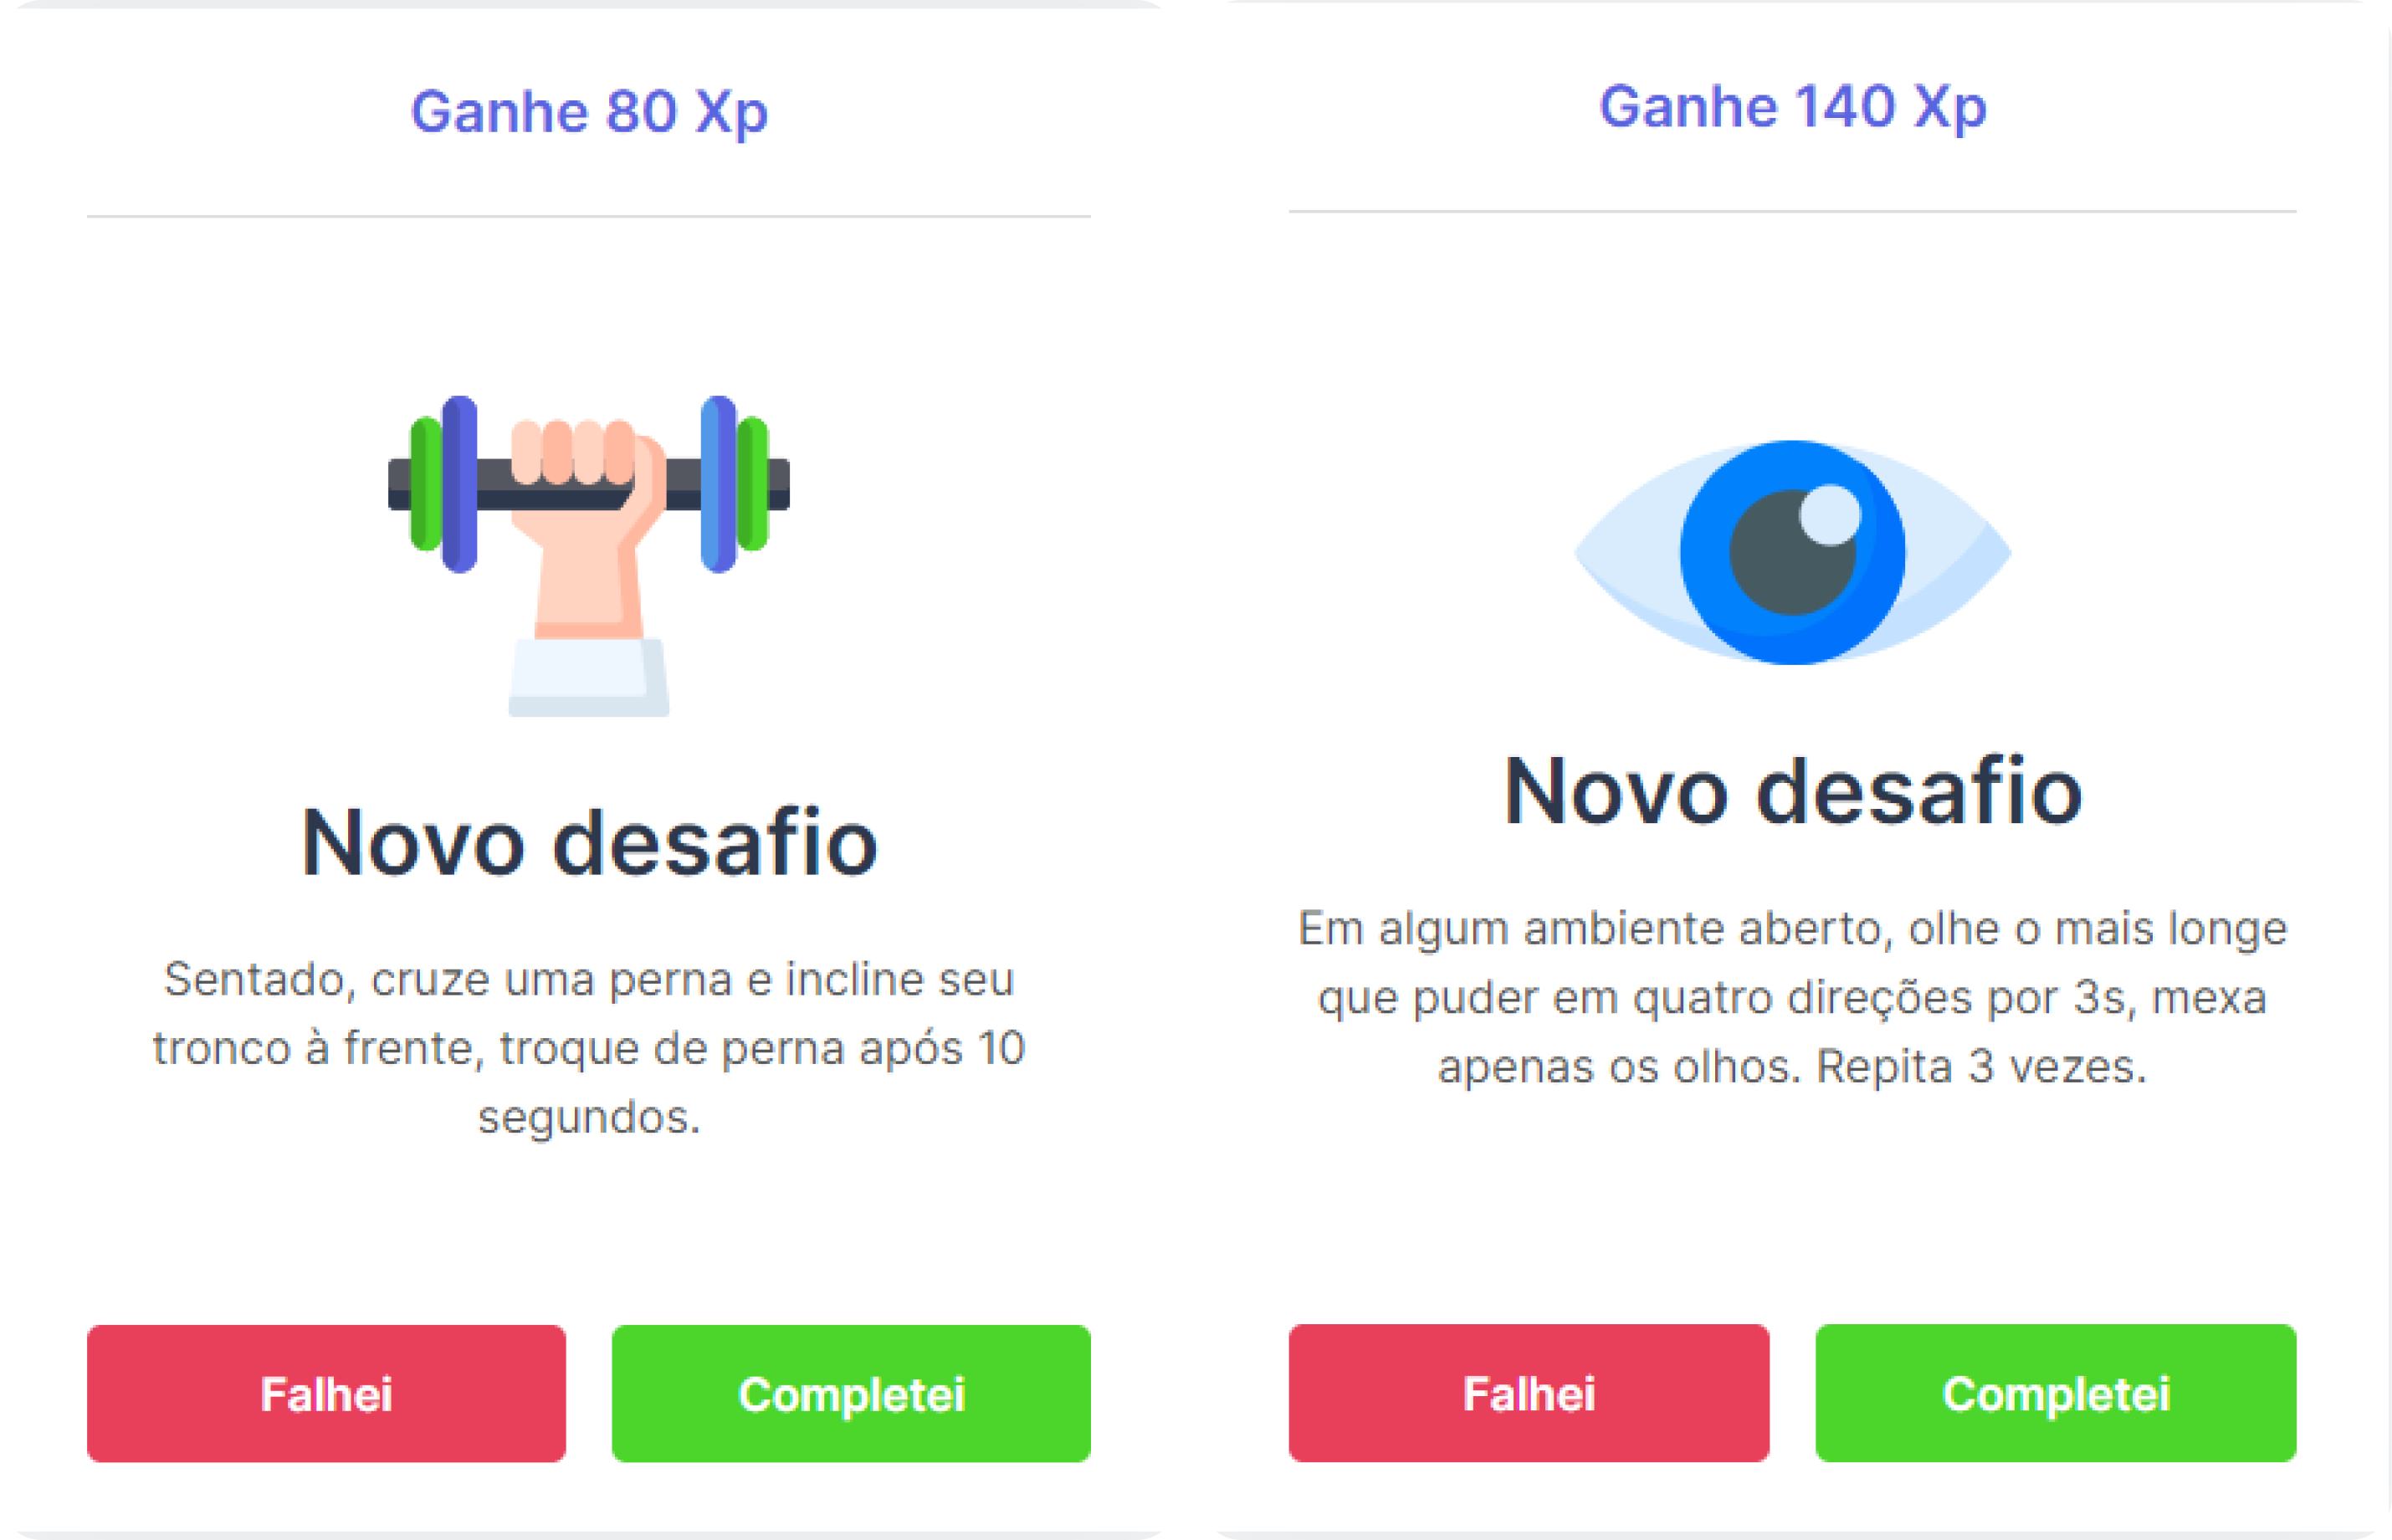 Ganhe 80 Xp
Novo desafio
Sentado, cruze uma perna e incline seu
tronco à frente, troque de perna após 10
segundos.
Falhei
Completei
Ganhe 140 Xp
Novo desafio
Em algum ambiente aberto, olhe o mais longe
que puder em quatro direções por 3s, mexa
apenas os olhos. Repita 3 vezes.
Falhei
Completei